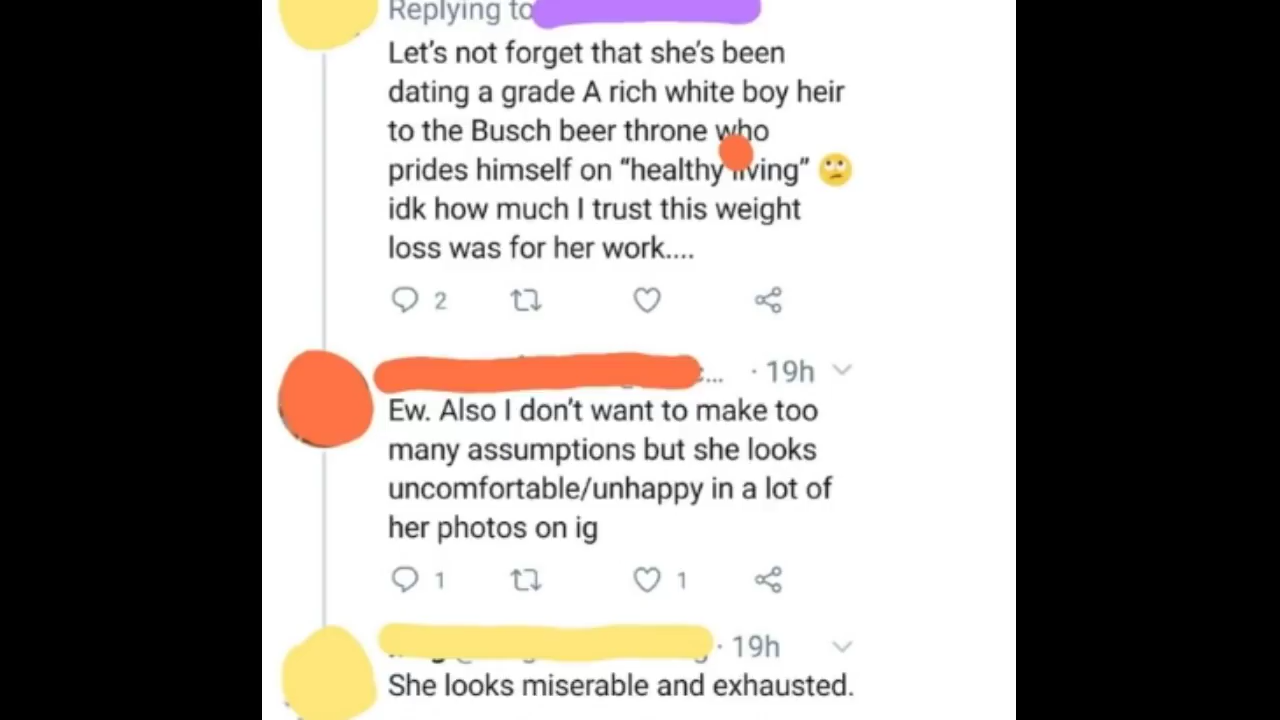 Replying to
Let's not forget that she's been
dating a grade A rich white boy heir
to the Busch beer throne who
prides himself on “healthy living” 🙄
idk how much I trust this weight
loss was for her work....
2
... · 19h
Ew. Also I don't want to make too
many assumptions but she looks
uncomfortable/unhappy in a lot of
her photos on ig
1 1
· 19h
She looks miserable and exhausted.